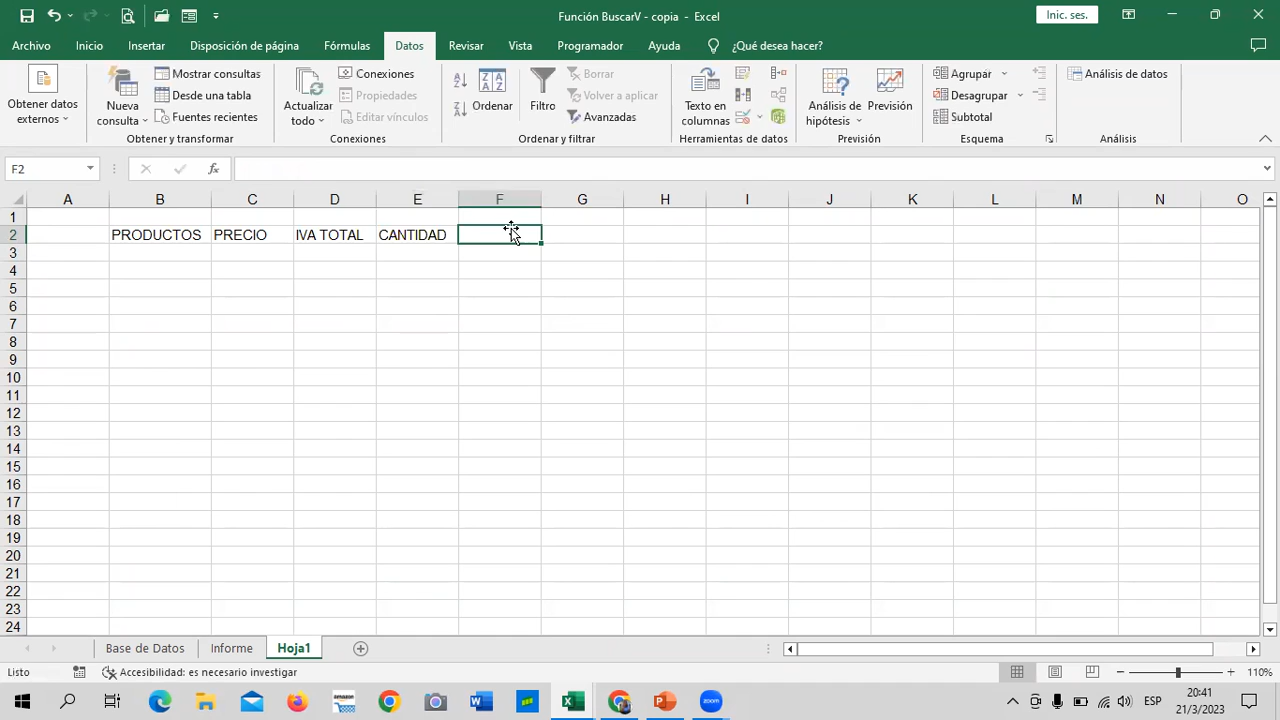 Función BuscarV - copia - Excel
Inic. ses.
Archivo Inicio Insertar Disposición de página Fórmulas Datos Revisar Vista Programador Ayuda ¿Qué desea hacer?
Obtener datos externos
Nueva consulta
Mostrar consultas
Desde una tabla
Fuentes recientes
Obtener y transformar
Actualizar todo
Conexiones
Propiedades
Editar vínculos
Conexiones
Ordenar
Filtro
Borrar
Volver a aplicar
Avanzadas
Ordenar y filtrar
Texto en columnas
Herramientas de datos
Análisis de hipótesis
Previsión
Previsión
Agrupar
Desagrupar
Subtotal
Esquema
Análisis de datos
Análisis
F2 fx
A B C D E F G H I J K L M N O
1
2 PRODUCTOS PRECIO IVA TOTAL CANTIDAD
3
4
5
6
7
8
9
10
11
12
13
14
15
16
17
18
19
20
21
22
23
24
Base de Datos Informe Hoja1
Listo Accesibilidad: es necesario investigar 110%
amazon zoom ESP 20:41
21/3/2023